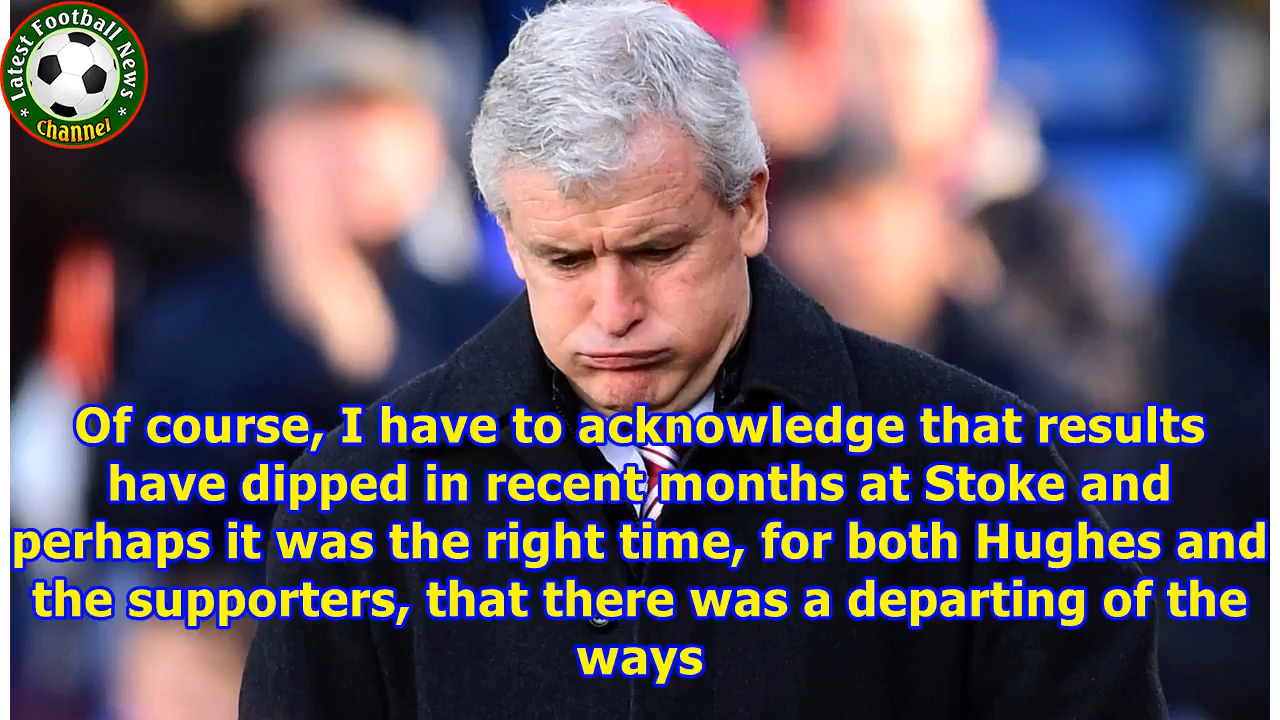 Latest Football News
* Channel *
Of course, I have to acknowledge that results
have dipped in recent months at Stoke and
perhaps it was the right time, for both Hughes and
the supporters, that there was a departing of the
ways